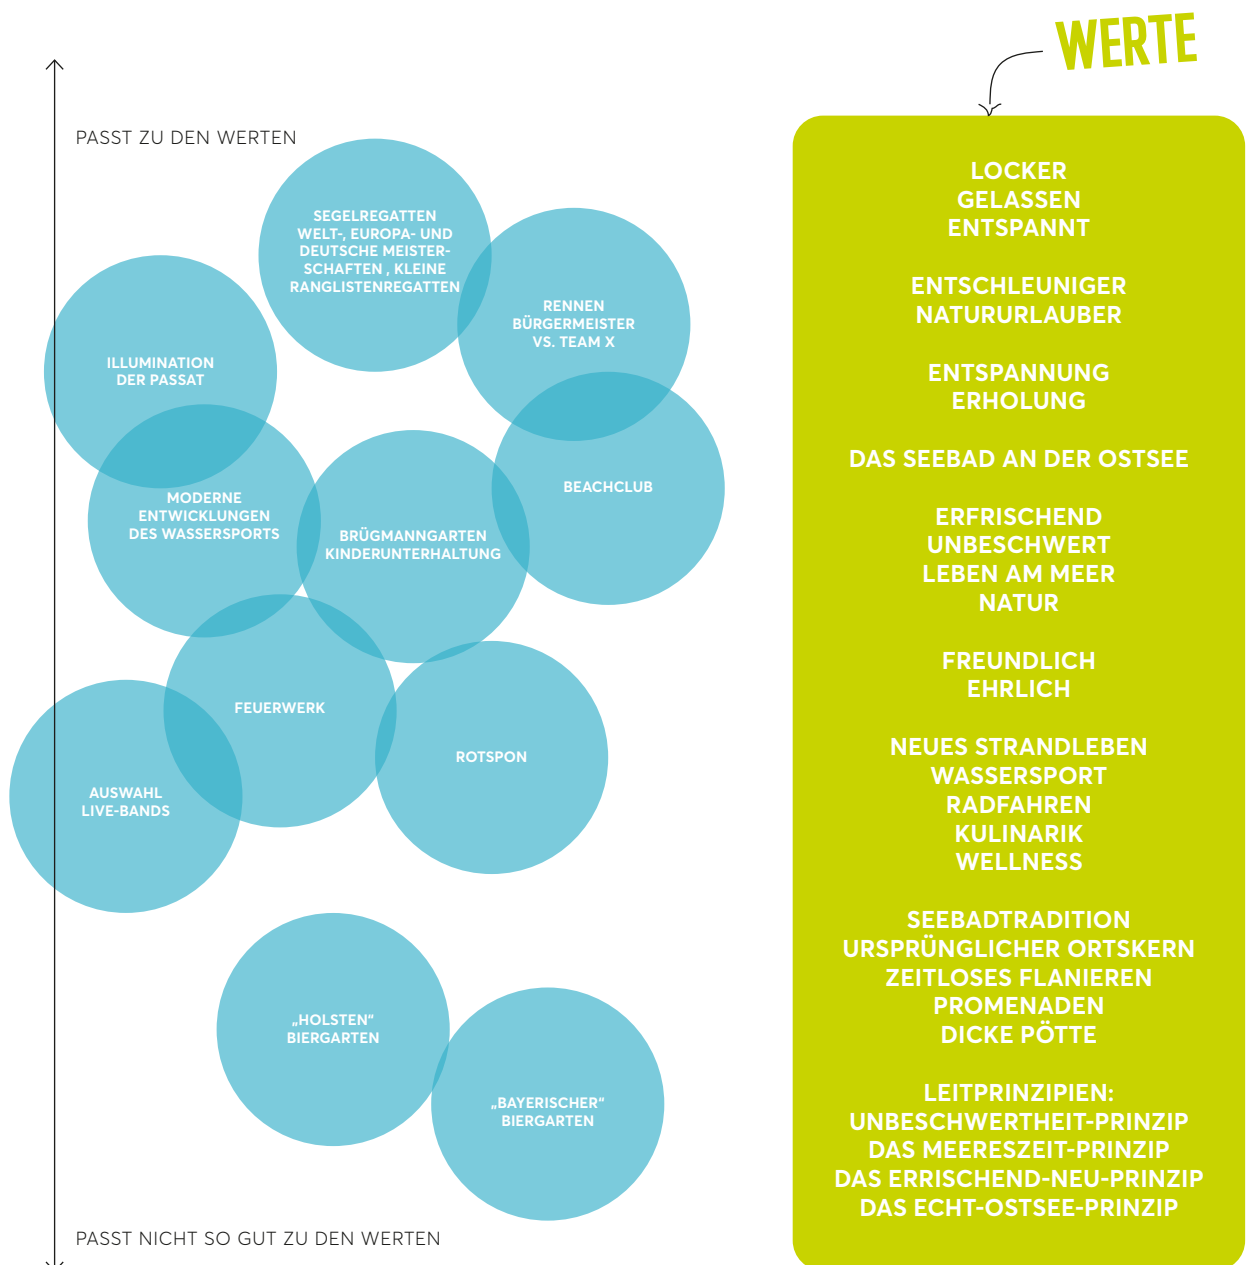 WERTE
PASST ZU DEN WERTEN
SEGELREGATTEN
WELT-, EUROPA- UND
DEUTSCHE MEISTER-
SCHAFTEN , KLEINE
RANGLISTENREGATTEN
RENNEN
BÜRGERMEISTER
VS. TEAM X
ILLUMINATION
DER PASSAT
BEACHCLUB
MODERNE
ENTWICKLUNGEN
DES WASSERSPORTS
BRÜGMANNGARTEN
KINDERUNTERHALTUNG
FEUERWERK
ROTSPON
AUSWAHL
LIVE-BANDS
„HOLSTEN“
BIERGARTEN
„BAYERISCHER“
BIERGARTEN
PASST NICHT SO GUT ZU DEN WERTEN
LOCKER
GELASSEN
ENTSPANNT
ENTSCHLEUNIGER
NATURURLAUBER
ENTSPANNUNG
ERHOLUNG
DAS SEEBAD AN DER OSTSEE
ERFRISCHEND
UNBESCHWERT
LEBEN AM MEER
NATUR
FREUNDLICH
EHRLICH
NEUES STRANDLEBEN
WASSERSPORT
RADFAHREN
KULINARIK
WELLNESS
SEEBADTRADITION
URSPRÜNGLICHER ORTSKERN
ZEITLOSES FLANIEREN
PROMENADEN
DICKE PÖTTE
LEITPRINZIPIEN:
UNBESCHWERTHEIT-PRINZIP
DAS MEERESZEIT-PRINZIP
DAS ERRISCHEND-NEU-PRINZIP
DAS ECHT-OSTSEE-PRINZIP